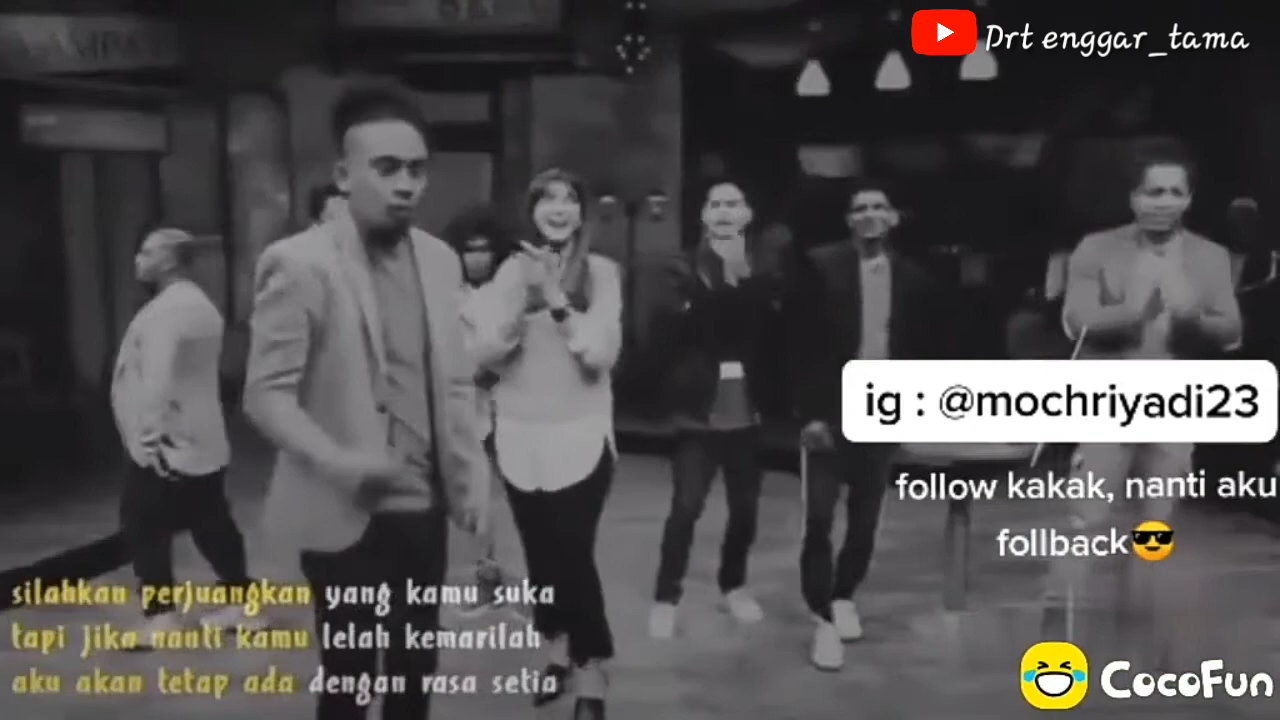 Drt enggar_tama
ig : @mochriyadi23
follow kakak, nanti aku
follback😎
silahkan perjuangkan yang kamu suka
tapi jika nanti kamu lelah kemarilah
aku akan tetap ada dengan rasa setia
CocoFun